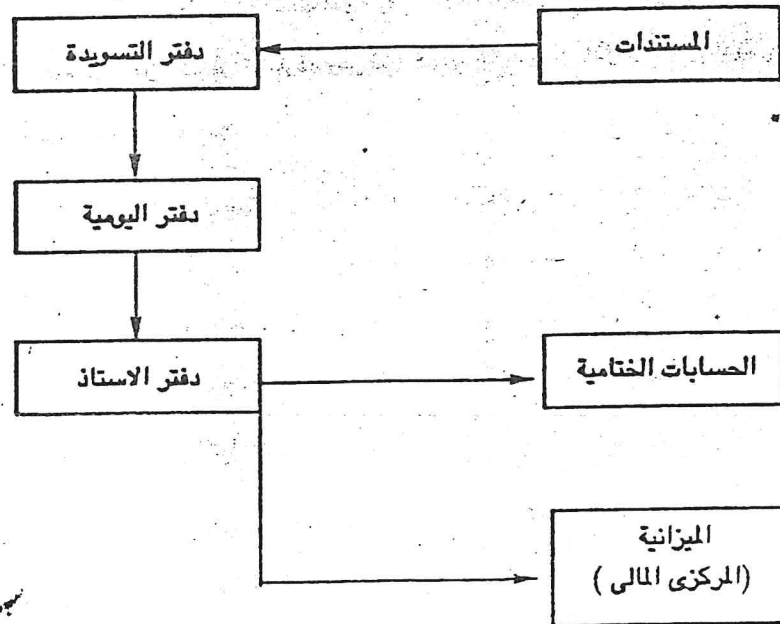 المستندات
دفتر التسويدة
دفتر اليومية
دفتر الاستاذ
الحسابات الختامية
الميزانية
(المركزى المالى )